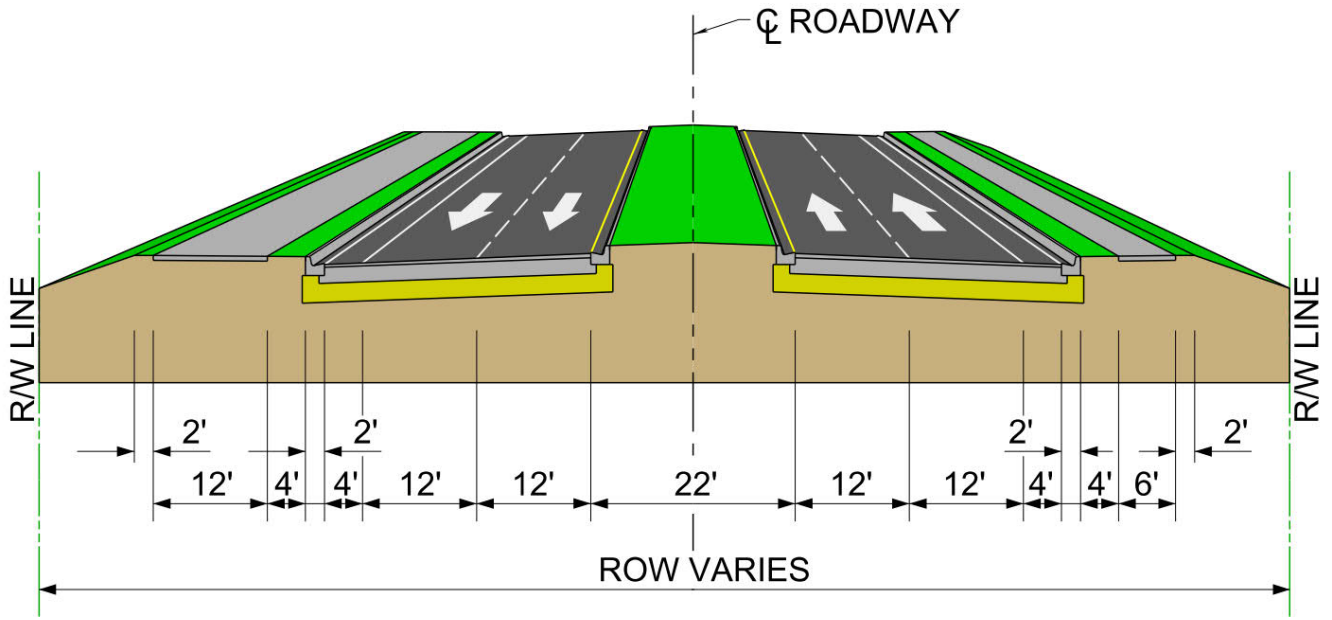 ℄ ROADWAY
R/W LINE
R/W LINE
2' 2' 2' 2'
12' 4' 4' 12' 12' 22' 12' 12' 4' 4' 6'
ROW VARIES